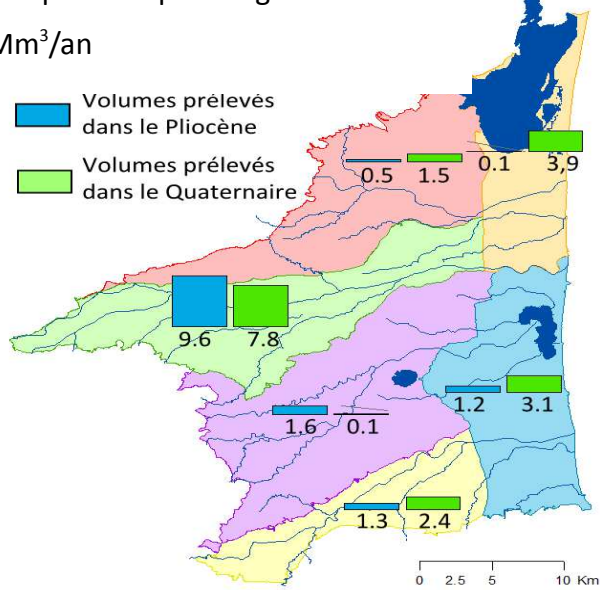 Mm³/an
Volumes prélevés
dans le Pliocène
Volumes prélevés
dans le Quaternaire
0.5 1.5 0.1 3,9
9.6 7.8
1.2 3.1
1.6 0.1
1.3 2.4
0 2.5 5 10 Km